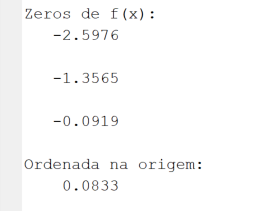 Zeros de f(x):
-2.5976
-1.3565
-0.0919
Ordenada na origem:
0.0833